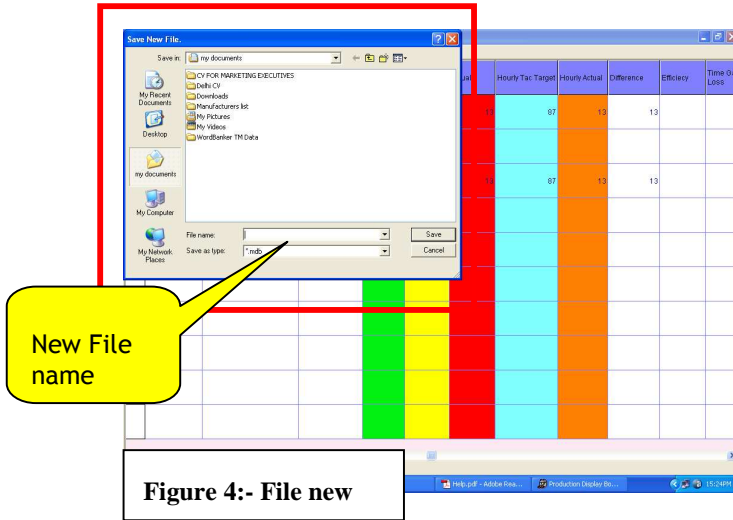 Save New File.
Save in:
my documents
CV FOR MARKETING EXECUTIVES
Delhi CV
Downloads
Manufacturers list
My Pictures
My Videos
WordBanker TM Data
My Recent
Documents
Desktop
my documents
My Computer
My Network
Places
File name:
Save
Save as type:
*.mdb
Cancel
Hourly Tac Target
Hourly Actual
Difference
Efficiecy
Time
Loss
13
87
13
13
13
87
13
13
New File
name
Figure 4:- File new
Help.pdf - Adobe Rea...
Production Display Bo...
15:24PM